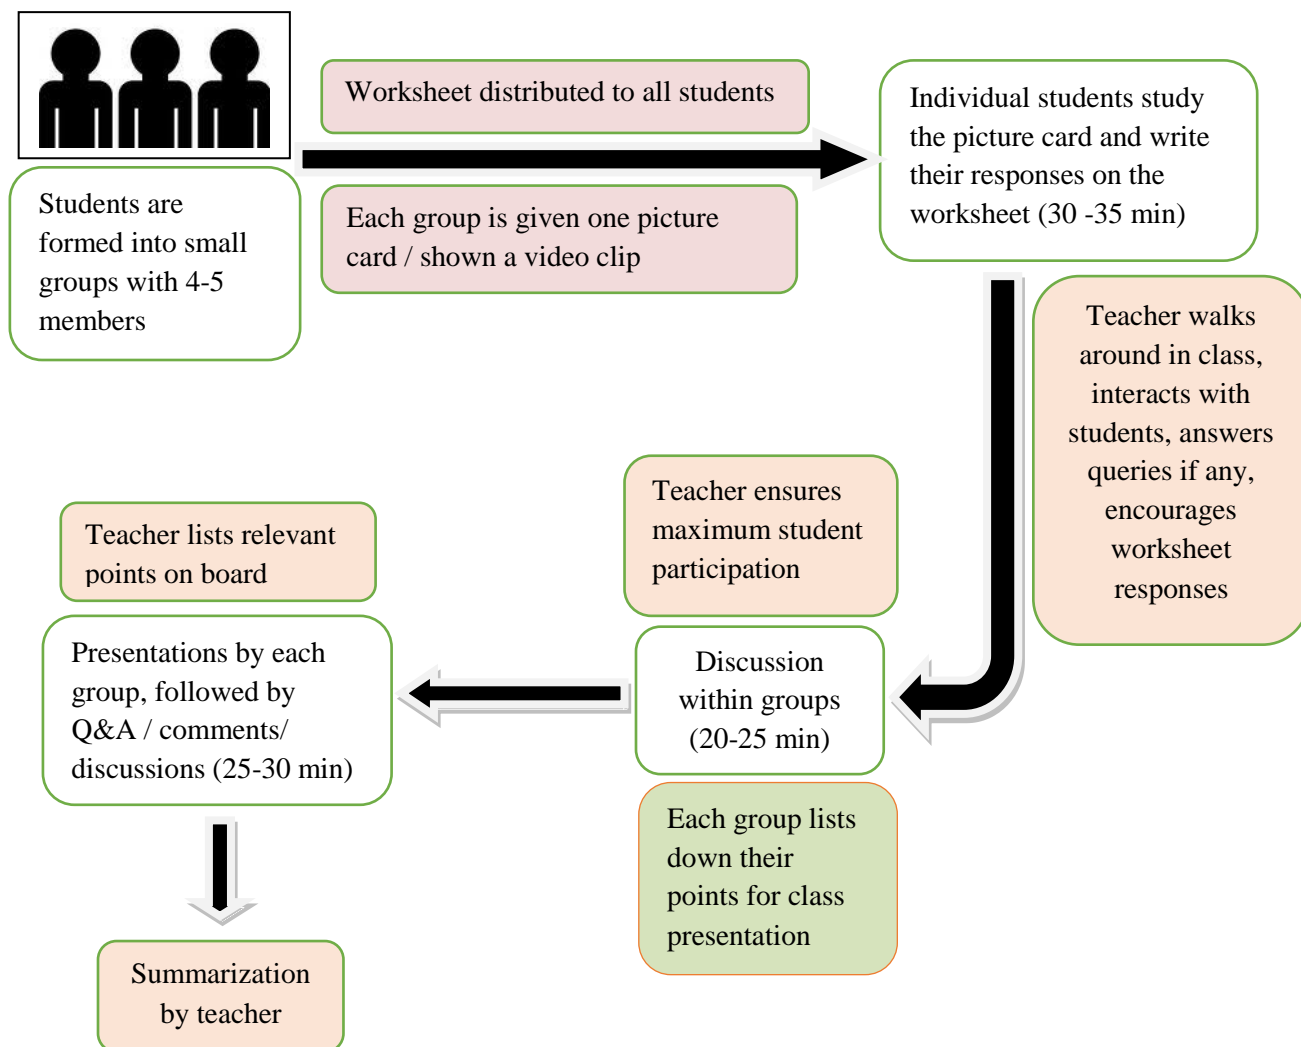 Students are
formed into small
groups with 4-5
members
Worksheet distributed to all students
Each group is given one picture
card / shown a video clip
Individual students study
the picture card and write
their responses on the
worksheet (30 -35 min)
Teacher walks
around in class,
interacts with
students, answers
queries if any,
encourages
worksheet
responses
Teacher ensures
maximum student
participation
Discussion
within groups
(20-25 min)
Each group lists
down their
points for class
presentation
Teacher lists relevant
points on board
Presentations by each
group, followed by
Q&A / comments/
discussions (25-30 min)
Summarization
by teacher